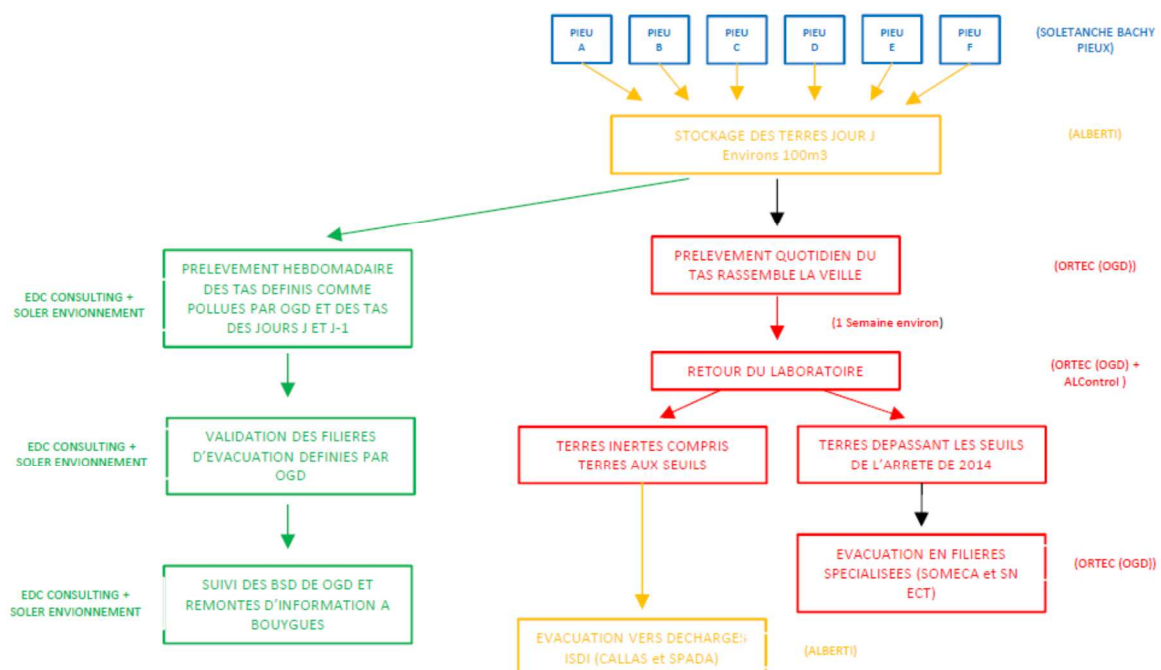 PIEU
A
PIEU
B
PIEU
C
PIEU
D
PIEU
E
PIEU
F
(SOLETANCHE BACHY
PIEUX)
STOCKAGE DES TERRES JOUR J
Environs 100m3
(ALBERTI)
PRELEVEMENT HEBDOMADAIRE
DES TAS DEFINIS COMME
POLLUES PAR OGD ET DES TAS
DES JOURS J ET J-1
EDC CONSULTING +
SOLER ENVIONNEMENT
PRELEVEMENT QUOTIDIEN DU
TAS RASSEMBLE LA VEILLE
(ORTEC (OGD))
(1 Semaine environ)
RETOUR DU LABORATOIRE
(ORTEC (OGD) +
ALControl )
EDC CONSULTING +
SOLER ENVIONNEMENT
VALIDATION DES FILIERES
D'EVACUATION DEFINIES PAR
OGD
TERRES INERTES COMPRIS
TERRES AUX SEUILS
TERRES DEPASSANT LES SEUILS
DE L'ARRETE DE 2014
EVACUATION EN FILIERES
SPECIALISEES (SOMECA et SN
ECT)
(ORTEC (OGD))
EDC CONSULTING +
SOLER ENVIONNEMENT
SUIVI DES BSD DE OGD ET
REMONTES D'INFORMATION A
BOUYGUES
EVACUATION VERS DECHARGES
ISDI (CALLAS et SPADA)
(ALBERTI)